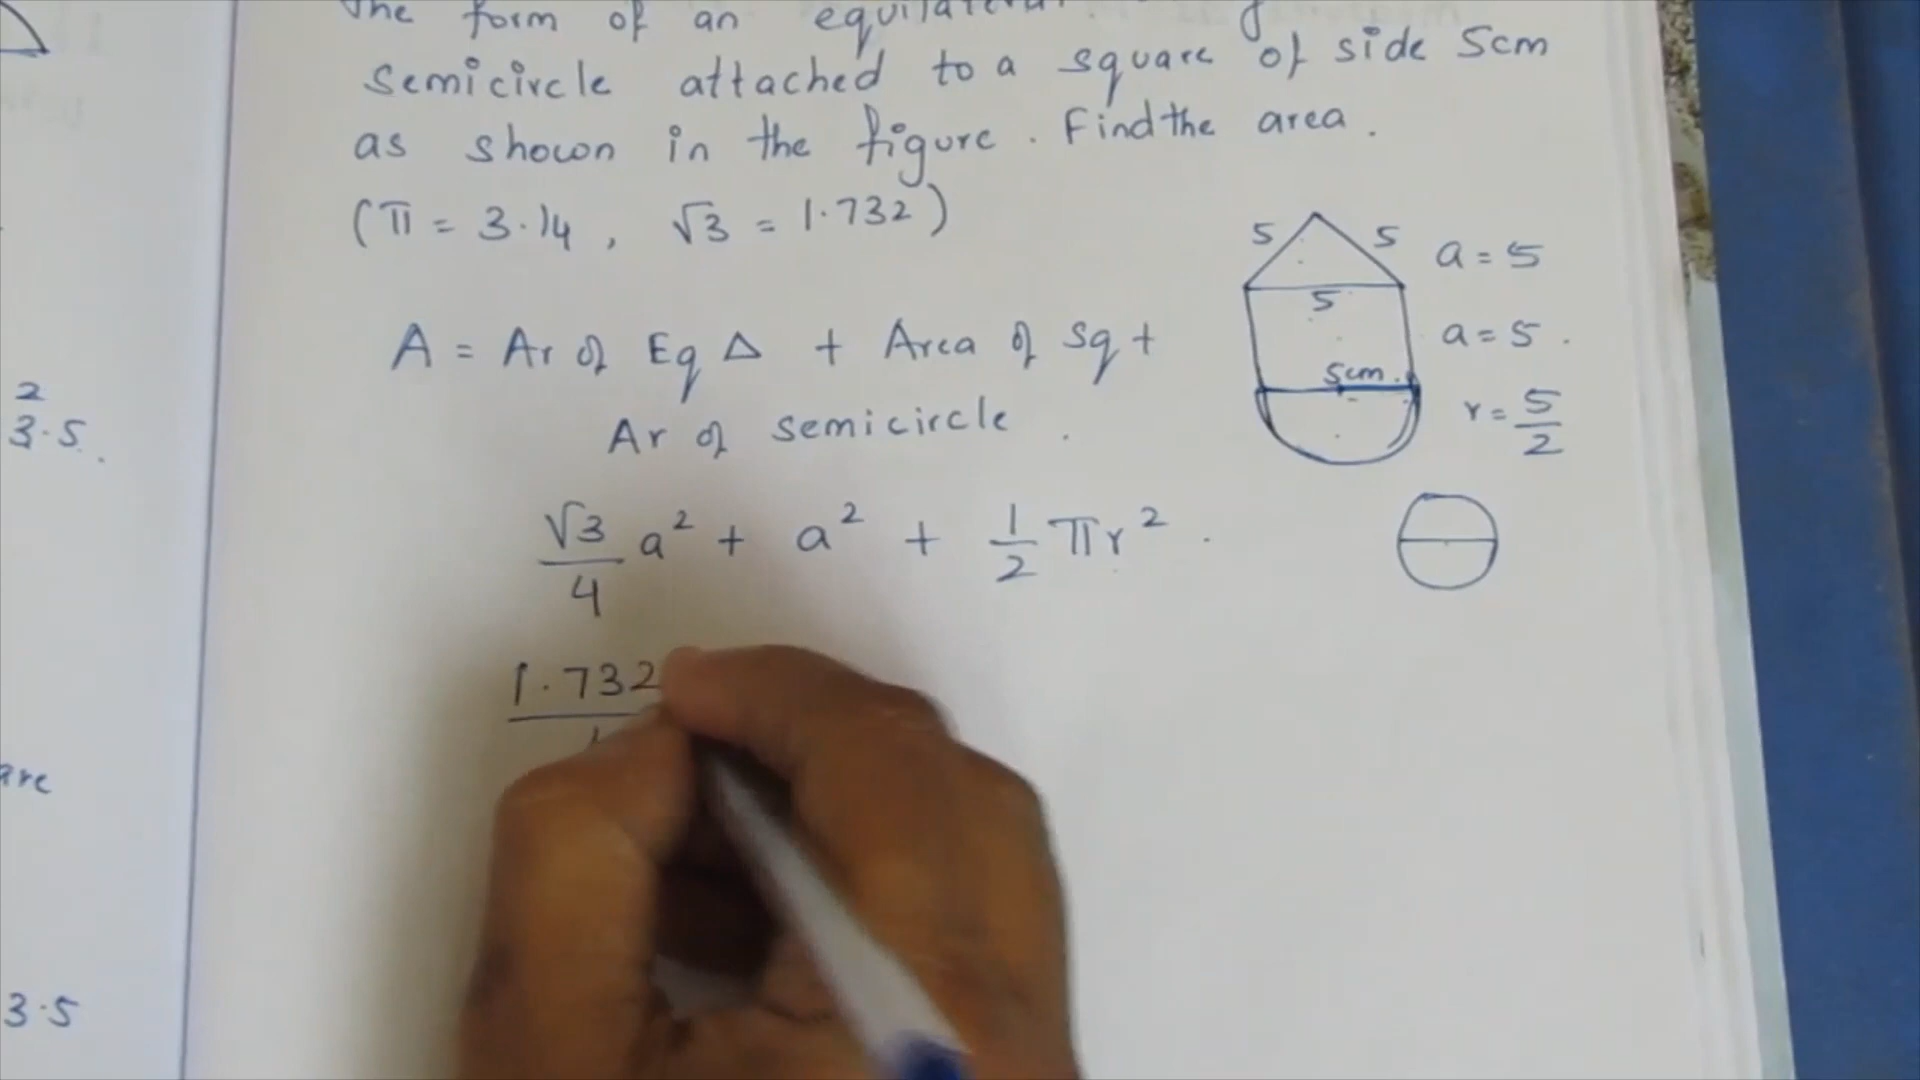 The form of an
Semicircle attached to a square of side 5cm
as shown in the figure. Find the area.
(π = 3.14, √3 = 1.732)
5 5 a = 5
5
A = Ar of Eq Δ + Area of Sq +
a = 5.
5cm.
Ar of semicircle.
r = 5/2
√3/4 a² + a² + 1/2 πr².
1.732
2
3.5
are
3.5